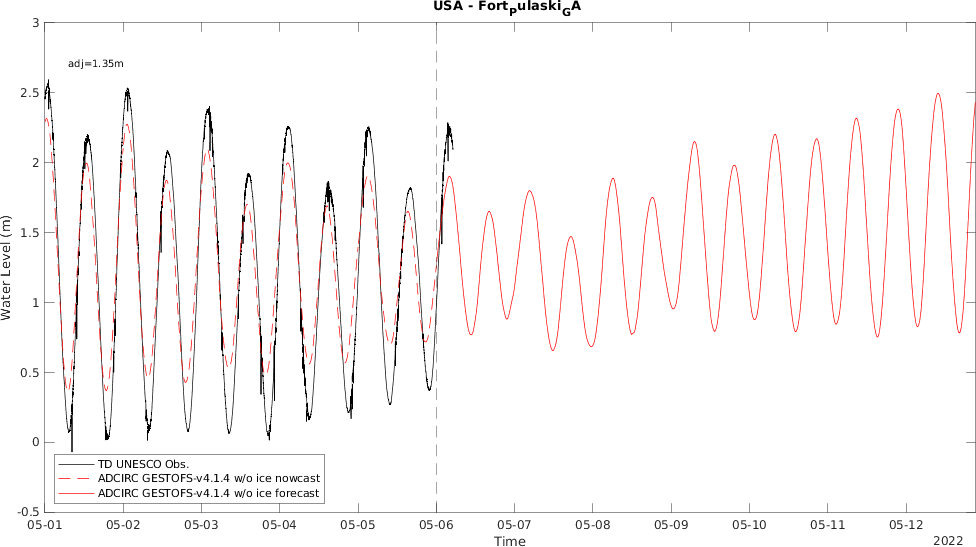 USA - FortPulaskiGA
adj=1.35m
3
2.5
2
1.5
1
0.5
0
-0.5
Water Level (m)
TD UNESCO Obs.
ADCIRC GESTOFS-v4.1.4 w/o ice nowcast
ADCIRC GESTOFS-v4.1.4 w/o ice forecast
05-01 05-02 05-03 05-04 05-05 05-06 05-07 05-08 05-09 05-10 05-11 05-12
Time
2022